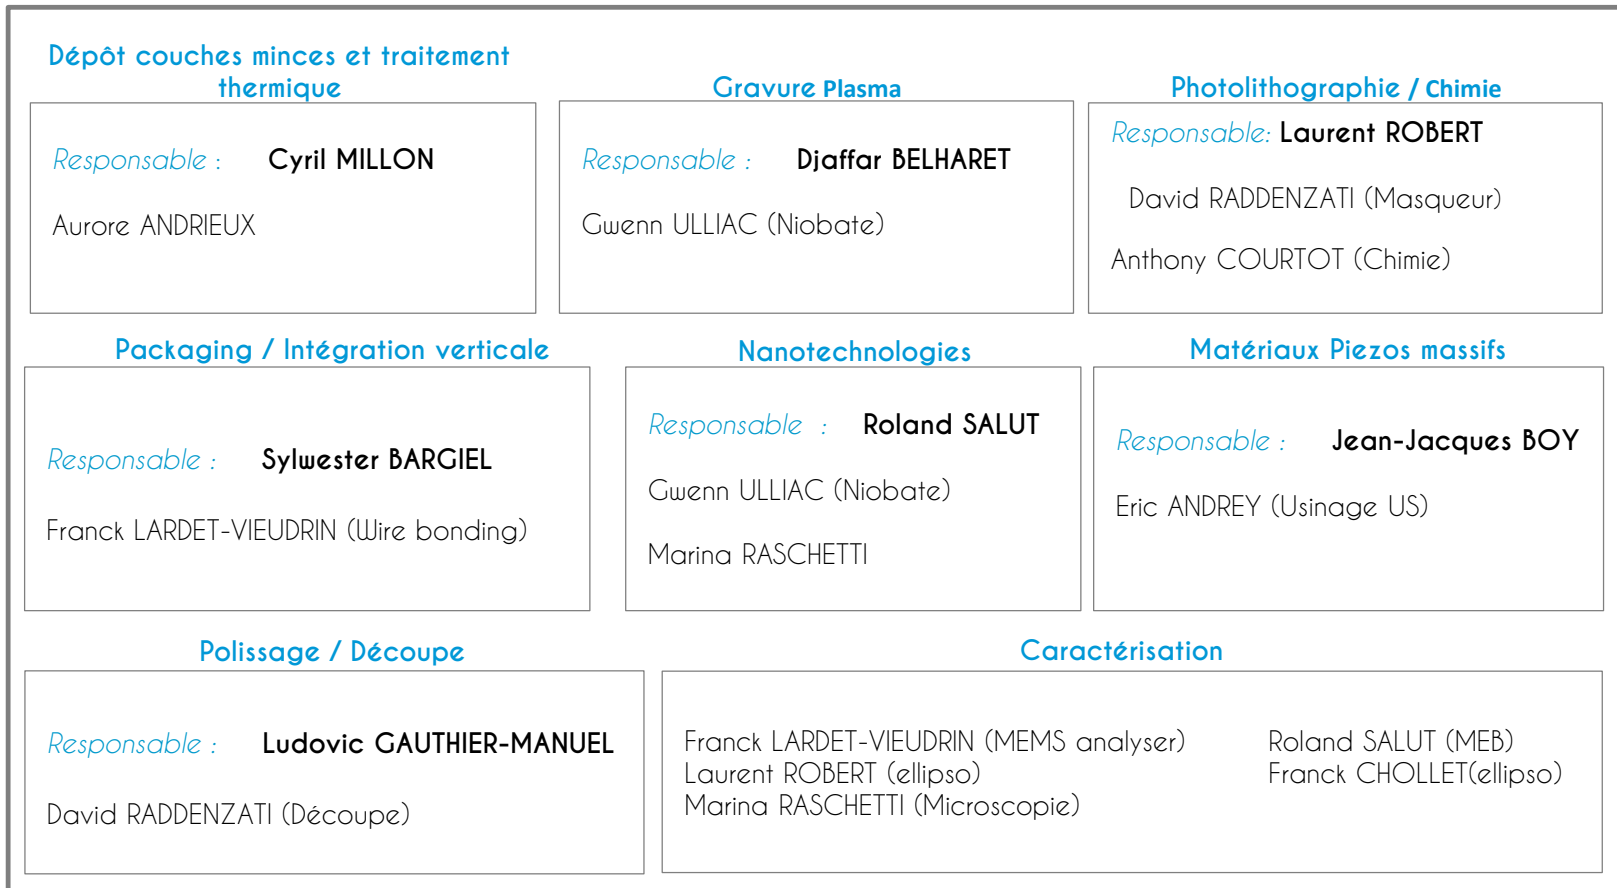 Dépôt couches minces et traitement
thermique
Responsable : Cyril MILLON
Aurore ANDRIEUX
Gravure Plasma
Responsable : Djaffar BELHARET
Gwenn ULLIAC (Niobate)
Photolithographie / Chimie
Responsable: Laurent ROBERT
David RADDENZATI (Masqueur)
Anthony COURTOT (Chimie)
Packaging / Intégration verticale
Responsable : Sylwester BARGIEL
Franck LARDET-VIEUDRIN (Wire bonding)
Nanotechnologies
Responsable : Roland SALUT
Gwenn ULLIAC (Niobate)
Marina RASCHETTI
Matériaux Piezos massifs
Responsable : Jean-Jacques BOY
Eric ANDREY (Usinage US)
Polissage / Découpe
Responsable : Ludovic GAUTHIER-MANUEL
David RADDENZATI (Découpe)
Caractérisation
Franck LARDET-VIEUDRIN (MEMS analyser)
Laurent ROBERT (ellipso)
Marina RASCHETTI (Microscopie)
Roland SALUT (MEB)
Franck CHOLLET(ellipso)